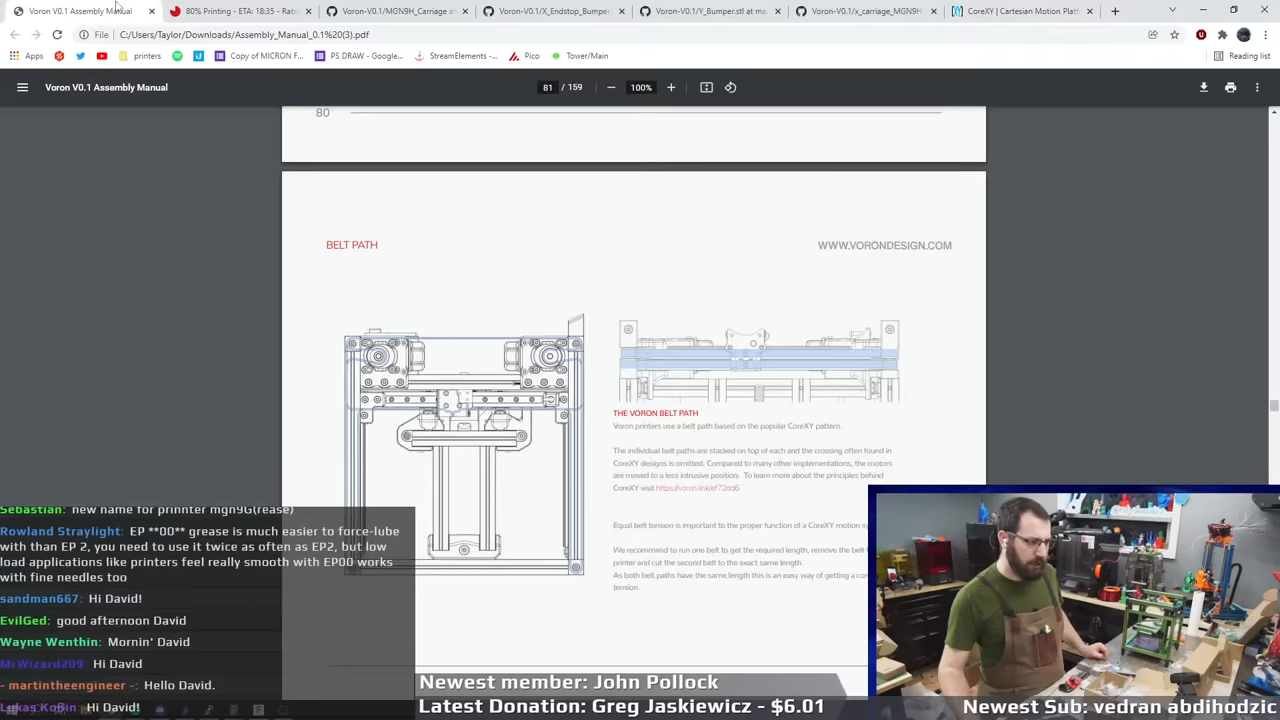 Voron V0.1 Assembly Manual
80% Printing - ETA: 18:35 - Ratr
Voron-V0.1/MGN9H_Carriage at
Voron-V0.1/X_Endstop_Bumper.
Voron-V0.1/Y_Bumper.stl at ma
Voron-V0.1/x_carriage_MGN9H
CoreXY | Cartesian Motion Platf
File C:/Users/Taylor/Downloads/Assembly_Manual_0.1%20(3).pdf
Apps
printers
Copy of MICRON F...
PS DRAW - Google...
StreamElements -...
Pico
Tower/Main
Reading list
Voron V0.1 Assembly Manual
81 / 159
100%
80
BELT PATH
WWW.VORONDESIGN.COM
THE VORON BELT PATH
Voron printers use a belt path based on the popular CoreXY pattern.
The individual belt paths are stacked on top of each and the crossing often found in
CoreXY designs is omitted. Compared to many other implementations, the motors
are moved to a less intrusive position. To learn more about the principles behind
CoreXY visit https://voron.link/ef72dd6
Equal belt tension is important to the proper function of a CoreXY motion sy
We recommend to run one belt to get the required length, remove the belt
printer and cut the second belt to the exact same length.
As both belt paths have the same length this is an easy way of getting a co
tension.
Sebastian: new name for prinnter mgn9G(rease)
Rowland Straylight: EP **00** grease is much easier to force-lube
with than EP 2, you need to use it twice as often as EP2, but low
load applications like printers feel really smooth with EP00 works
with fine needles too
sandman667: Hi David!
EvilGed: good afternoon David
Wayne Wenthin: Mornin' David
MrWizard209: Hi David
- martintheengineer -: Hello David.
Lukas Kobin: Hi David!
Newest member: John Pollock
Latest Donation: Greg Jaskiewicz - $6.01
Newest Sub: vedran abdihodzic